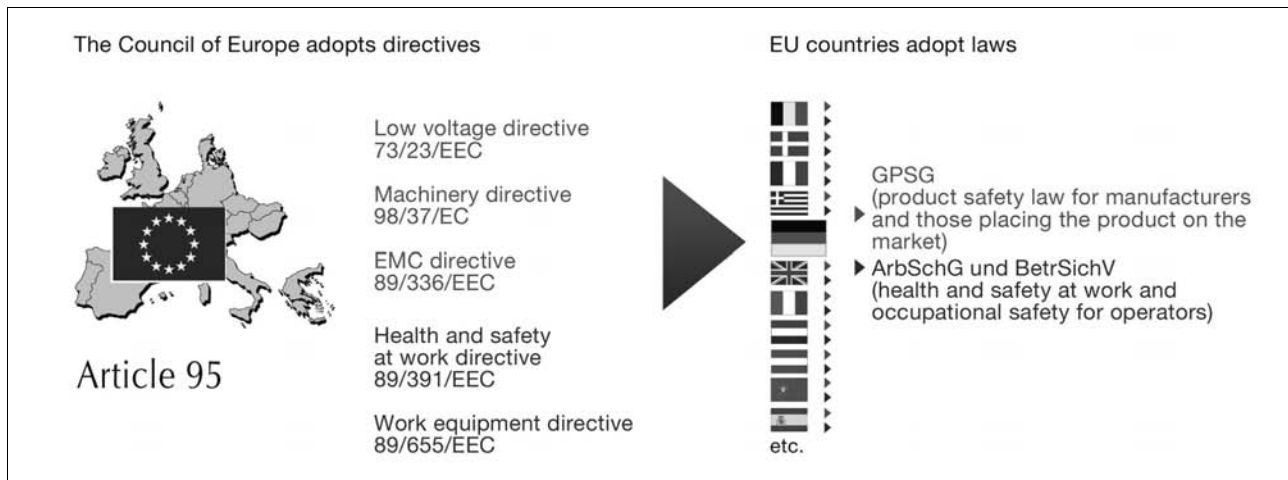 The Council of Europe adopts directives
Article 95
Low voltage directive
73/23/EEC
Machinery directive
98/37/EC
EMC directive
89/336/EEC
Health and safety
at work directive
89/391/EEC
Work equipment directive
89/655/EEC
EU countries adopt laws
etc.
GPSG
(product safety law for manufacturers
and those placing the product on the
market)
ArbSchG und BetrSichV
(health and safety at work and
occupational safety for operators)